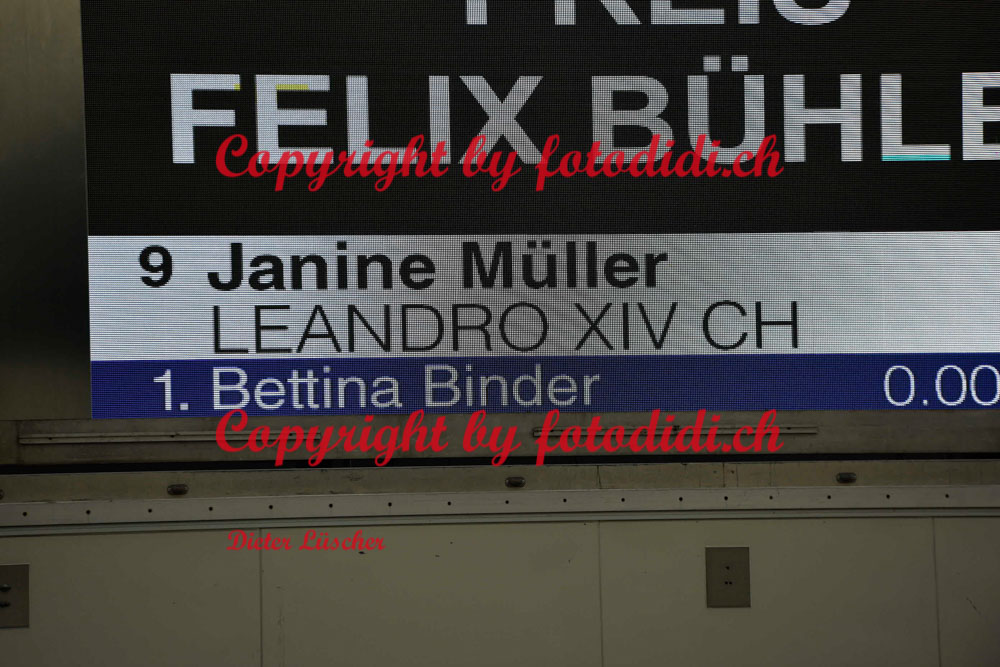 PREIS
FELIX BÜHLE
Copyright by fotodidi.ch
9 Janine Müller
LEANDRO XIV CH
1. Bettina Binder 0.00
Copyright by fotodidi.ch
Dieter Lüscher